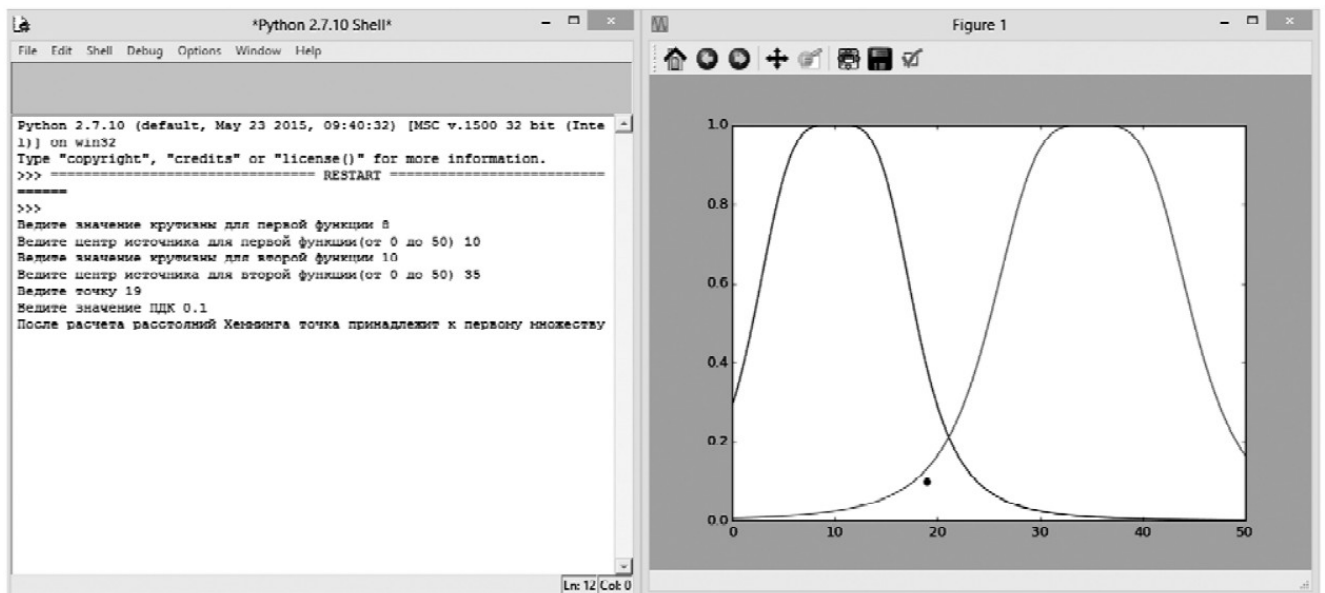 *Python 2.7.10 Shell*
File Edit Shell Debug Options Window Help
Python 2.7.10 (default, May 23 2015, 09:40:32) [MSC v.1500 32 bit (Inte
l)] on win32
Type "copyright", "credits" or "license()" for more information.
>>> ================================ RESTART ==========================
======
>>>
Ведите значение крутизны для первой функции 8
Ведите центр источника для первой функции(от 0 до 50) 10
Ведите значение крутизны для второй функции 10
Ведите центр источника для второй функции(от 0 до 50) 35
Ведите точку 19
Ведите значение ПДК 0.1
После расчета расстолний Хемминга точка принадлежит к первому множеству
Ln: 12 Col: 0
Figure 1
1.0
0.8
0.6
0.4
0.2
0.0
0 10 20 30 40 50